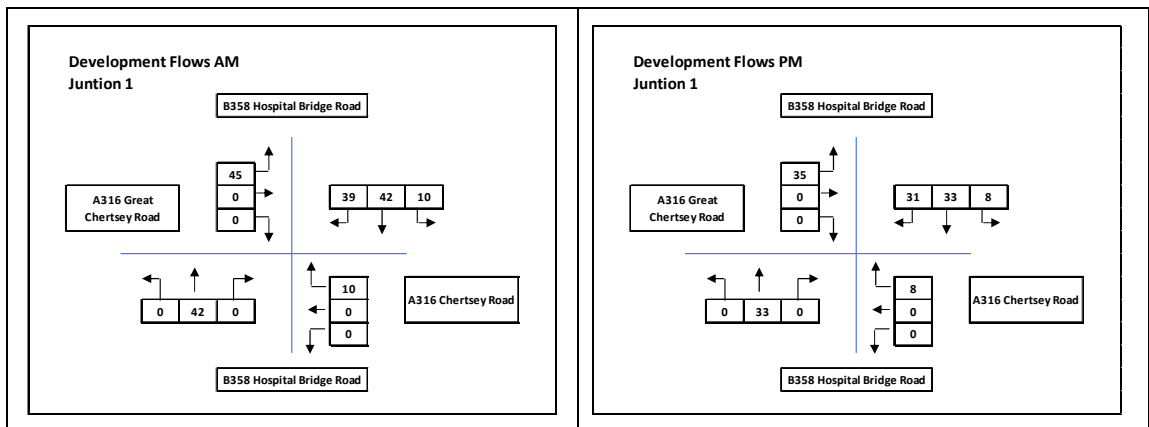 Development Flows AM
Juntion 1
B358 Hospital Bridge Road
45
0
0
39 42 10
A316 Great
Chertsey Road
0 42 0
10
0
0
A316 Chertsey Road
B358 Hospital Bridge Road
Development Flows PM
Juntion 1
B358 Hospital Bridge Road
35
0
0
31 33 8
A316 Great
Chertsey Road
0 33 0
8
0
0
A316 Chertsey Road
B358 Hospital Bridge Road